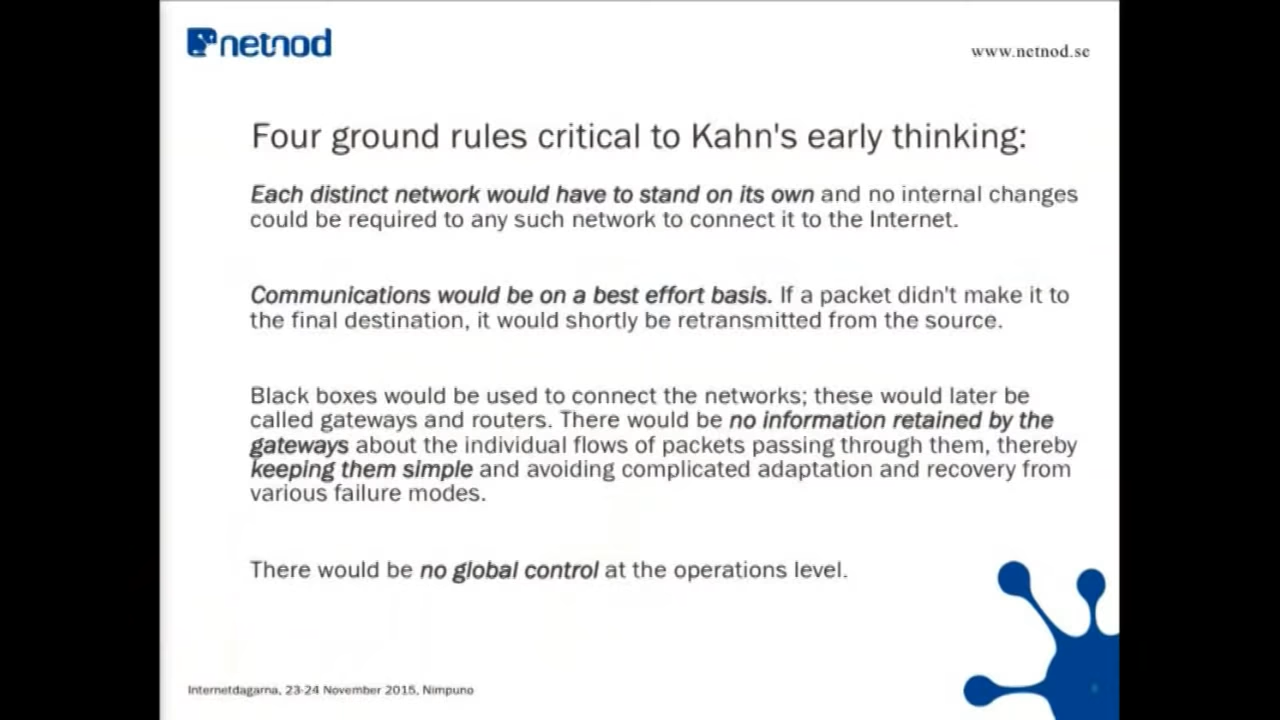 netnod
www.netnod.se
Four ground rules critical to Kahn's early thinking:
Each distinct network would have to stand on its own and no internal changes
could be required to any such network to connect it to the Internet.
Communications would be on a best effort basis. If a packet didn't make it to
the final destination, it would shortly be retransmitted from the source.
Black boxes would be used to connect the networks; these would later be
called gateways and routers. There would be no information retained by the
gateways about the individual flows of packets passing through them, thereby
keeping them simple and avoiding complicated adaptation and recovery from
various failure modes.
There would be no global control at the operations level.
Internetdagarna, 23-24 November 2015, Nimpuno